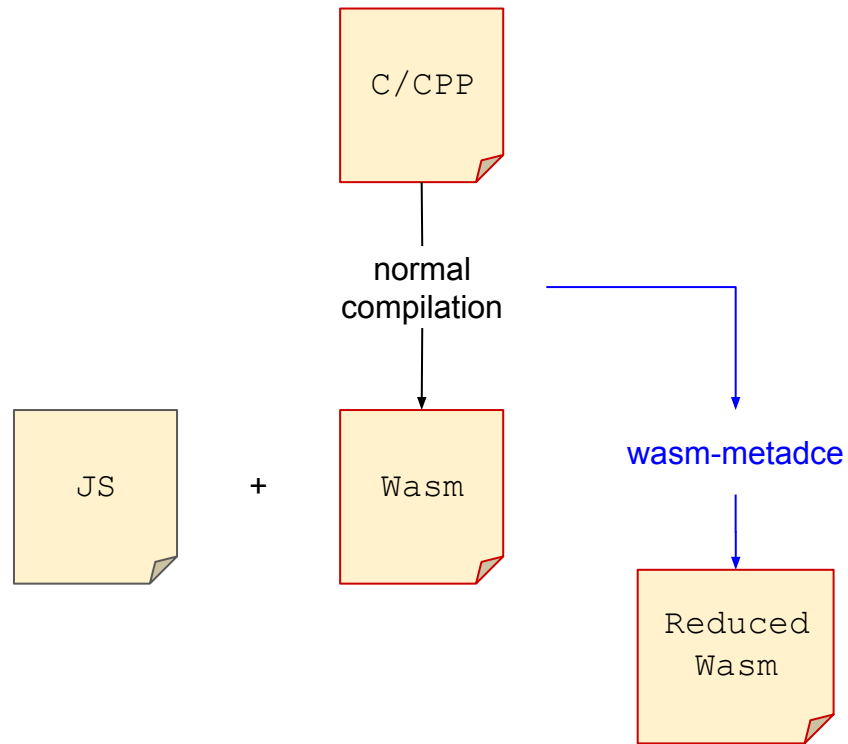 C/CPP
normal
compilation
JS
+
Wasm
wasm-metadce
Reduced
Wasm